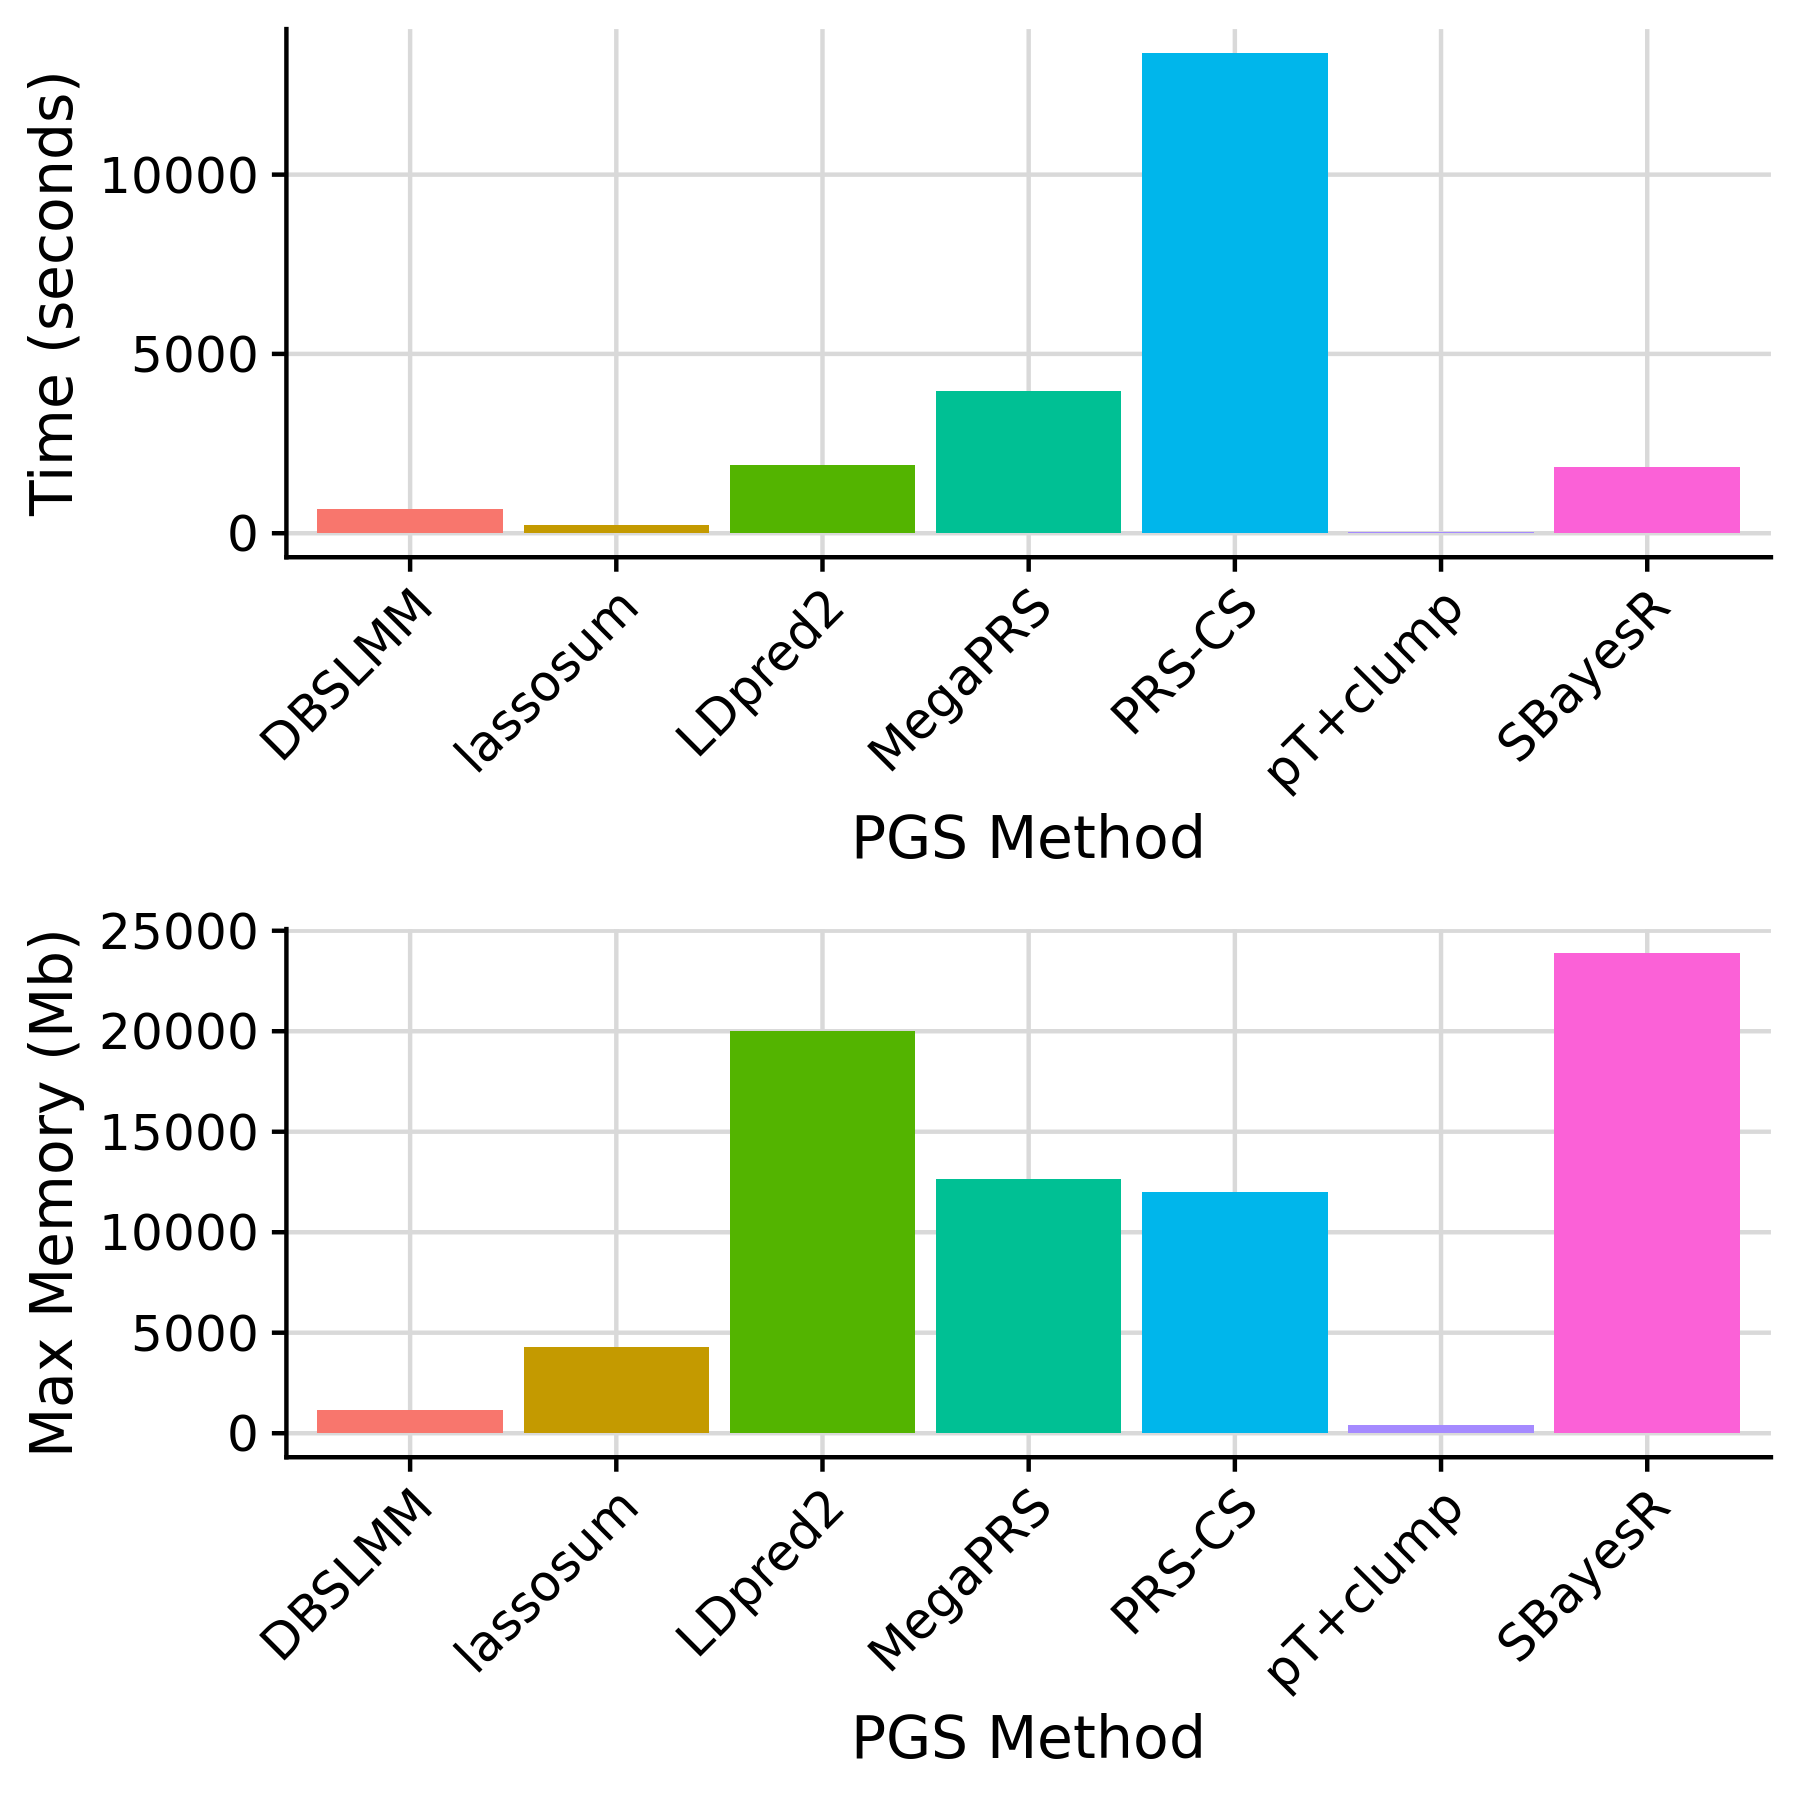 Time (seconds)
10000
5000
0
DBSLMM
lassosum
LDpred2
MegaPRS
PRS-CS
pT+clump
SBayesR
PGS Method
Max Memory (Mb)
25000
20000
15000
10000
5000
0
DBSLMM
lassosum
LDpred2
MegaPRS
PRS-CS
pT+clump
SBayesR
PGS Method